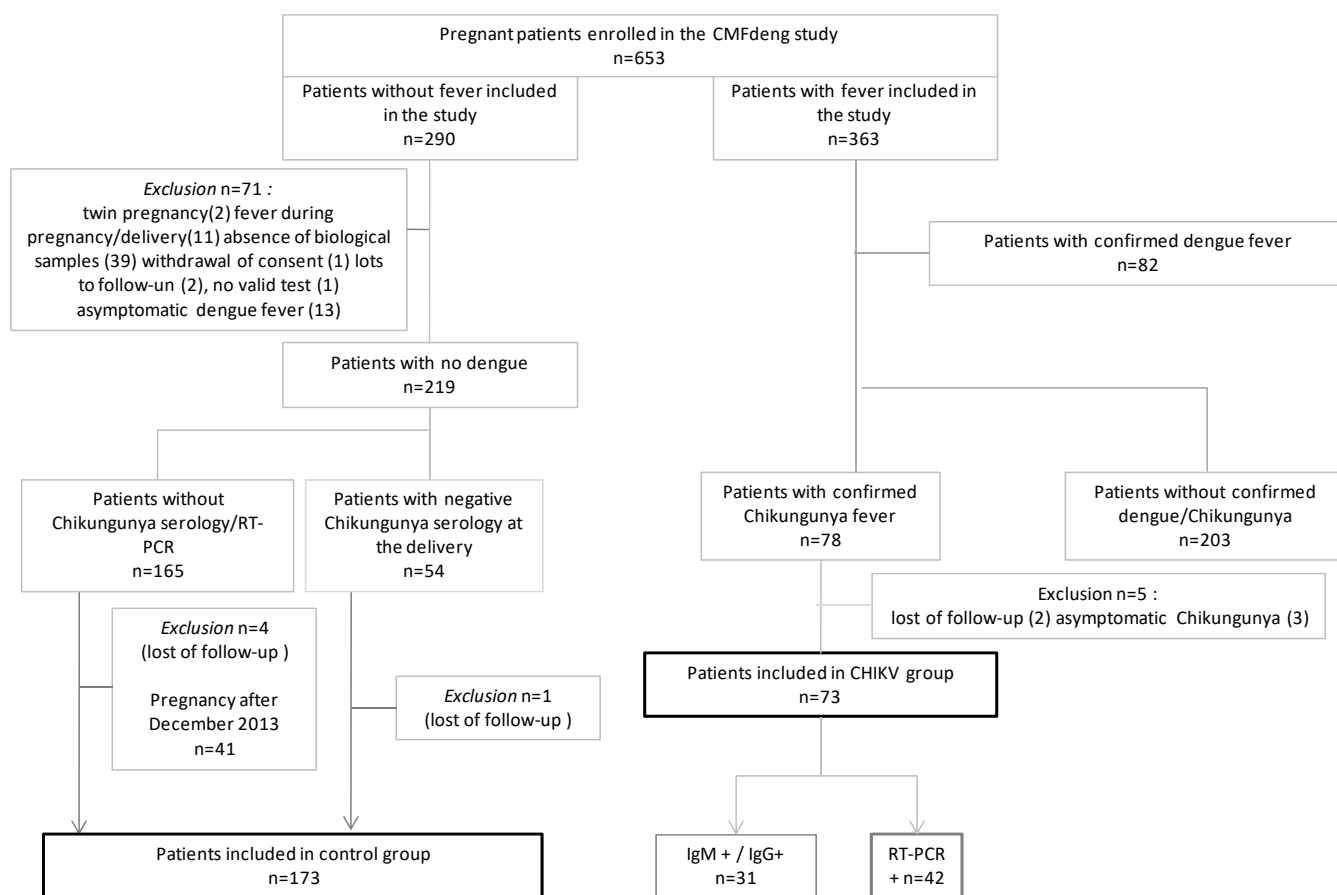 Pregnant patients enrolled in the CMFdeng study
n=653
Patients without fever included
in the study
n=290
Patients with fever included in
the study
n=363
Exclusion n=71 :
twin pregnancy(2) fever during
pregnancy/delivery(11) absence of biological
samples (39) withdrawal of consent (1) lots
to follow-un (2), no valid test (1)
asymptomatic dengue fever (13)
Patients with confirmed dengue fever
n=82
Patients with no dengue
n=219
Patients without
Chikungunya serology/RT-
PCR
n=165
Patients with negative
Chikungunya serology at
the delivery
n=54
Patients with confirmed
Chikungunya fever
n=78
Patients without confirmed
dengue/Chikungunya
n=203
Exclusion n=4
(lost of follow-up )
Pregnancy after
December 2013
n=41
Exclusion n=1
(lost of follow-up )
Exclusion n=5 :
lost of follow-up (2) asymptomatic Chikungunya (3)
Patients included in CHIKV group
n=73
Patients included in control group
n=173
IgM + / IgG+
n=31
RT-PCR
+ n=42